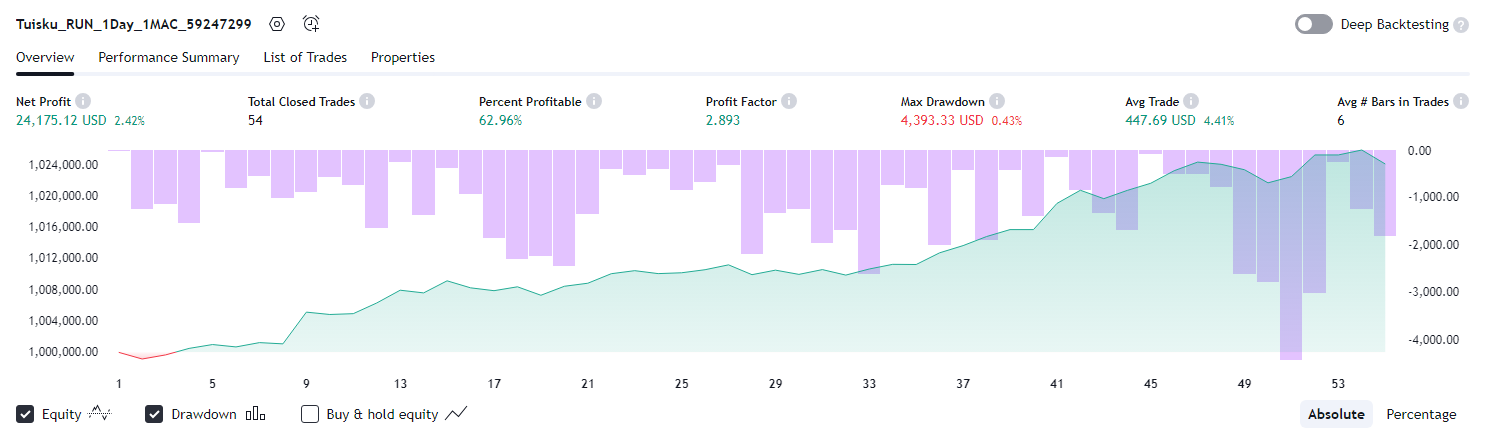 Tuisku_RUN_1Day_1MAC_59247299 Deep Backtesting ?
Overview Performance Summary List of Trades Properties
Net Profit i Total Closed Trades i Percent Profitable i Profit Factor i Max Drawdown i Avg Trade i Avg # Bars in Trades i
24,175.12 USD 2.42% 54 62.96% 2.893 4,393.33 USD 0.43% 447.69 USD 4.41% 6
1,024,000.00 0.00
1,020,000.00 -1,000.00
1,016,000.00
1,012,000.00 -2,000.00
1,008,000.00 -3,000.00
1,004,000.00
1,000,000.00 -4,000.00
1 5 9 13 17 21 25 29 33 37 41 45 49 53
Equity Drawdown Buy & hold equity Absolute Percentage